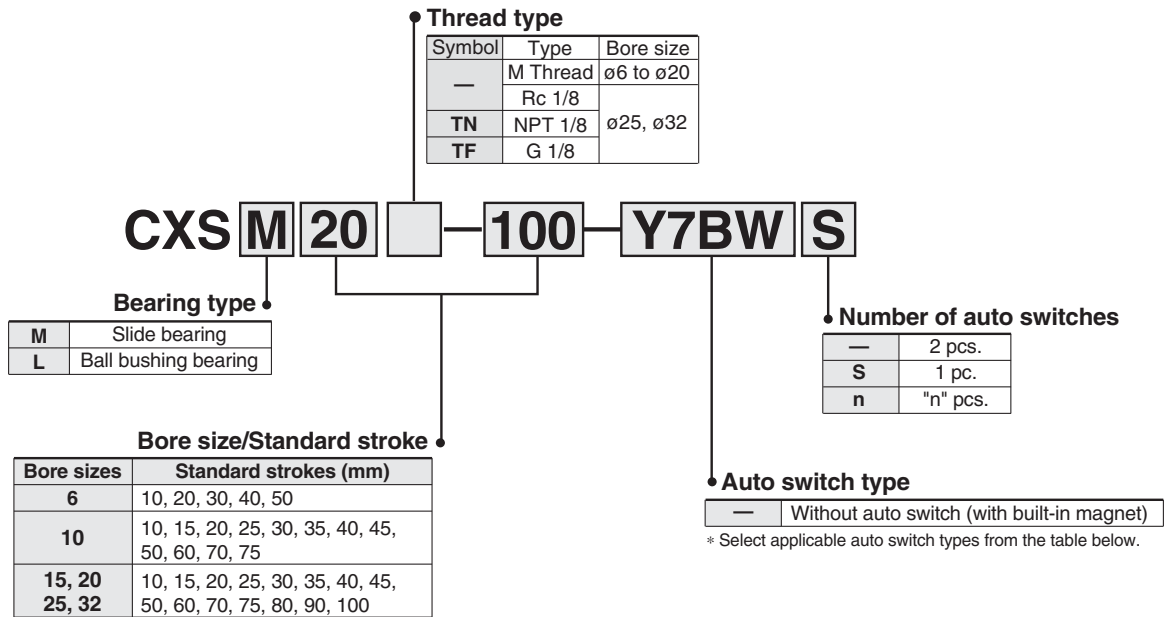 Thread type
Symbol Type Bore size
— M Thread ø6 to ø20
Rc 1/8 ø25, ø32
TN NPT 1/8
TF G 1/8
CXS M 20 — 100 — Y7BW S
Bearing type
M Slide bearing
L Ball bushing bearing
Number of auto switches
— 2 pcs.
S 1 pc.
n "n" pcs.
Bore size/Standard stroke
Bore sizes Standard strokes (mm)
6 10, 20, 30, 40, 50
10 10, 15, 20, 25, 30, 35, 40, 45,
50, 60, 70, 75
15, 20 10, 15, 20, 25, 30, 35, 40, 45,
25, 32 50, 60, 70, 75, 80, 90, 100
Auto switch type
— Without auto switch (with built-in magnet)
* Select applicable auto switch types from the table below.